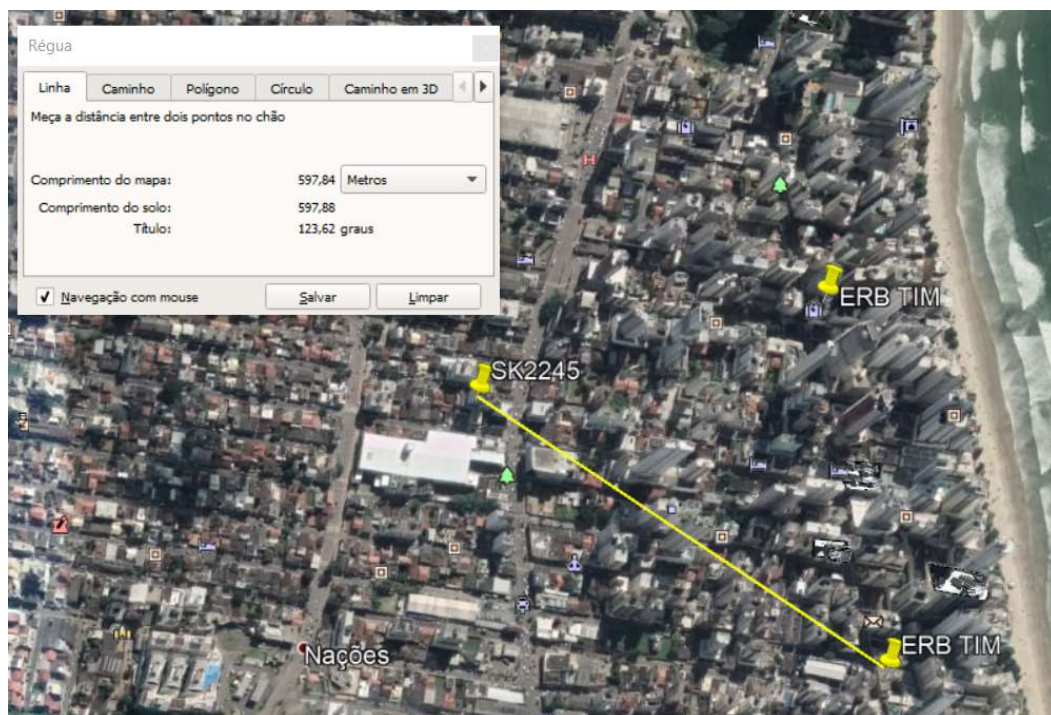 Régua
Linha
Caminho
Polígono
Círculo
Caminho em 3D
Meça a distância entre dois pontos no chão
Comprimento do mapa: 597,84 Metros
Comprimento do solo: 597,88
Título: 123,62 graus
Navegação com mouse
Salvar
Limpar
H
ERB TIM
SK2245
Nações
ERB TIM